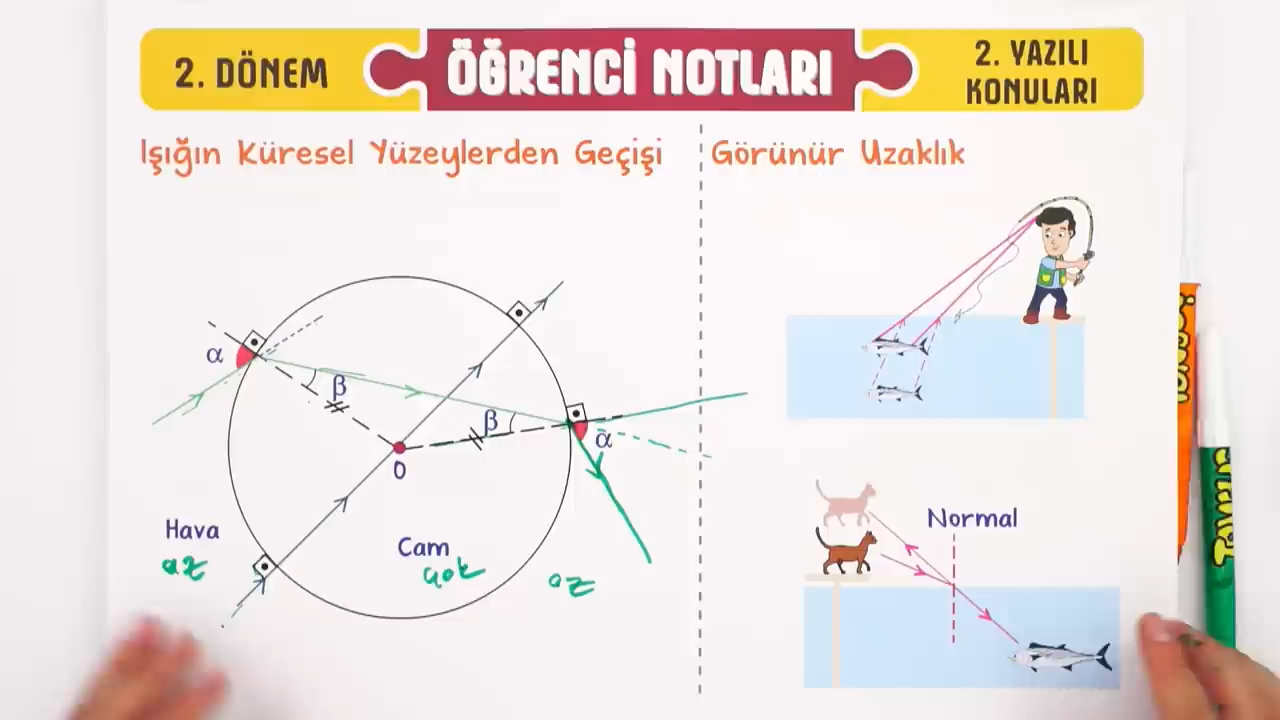 2. DÖNEM
ÖĞRENCİ NOTLARI
2. YAZILI
KONULARI
Işığın Küresel Yüzeylerden Geçişi
α
β
β
α
O
Hava
az
Cam
çok
az
Görünür Uzaklık
Normal